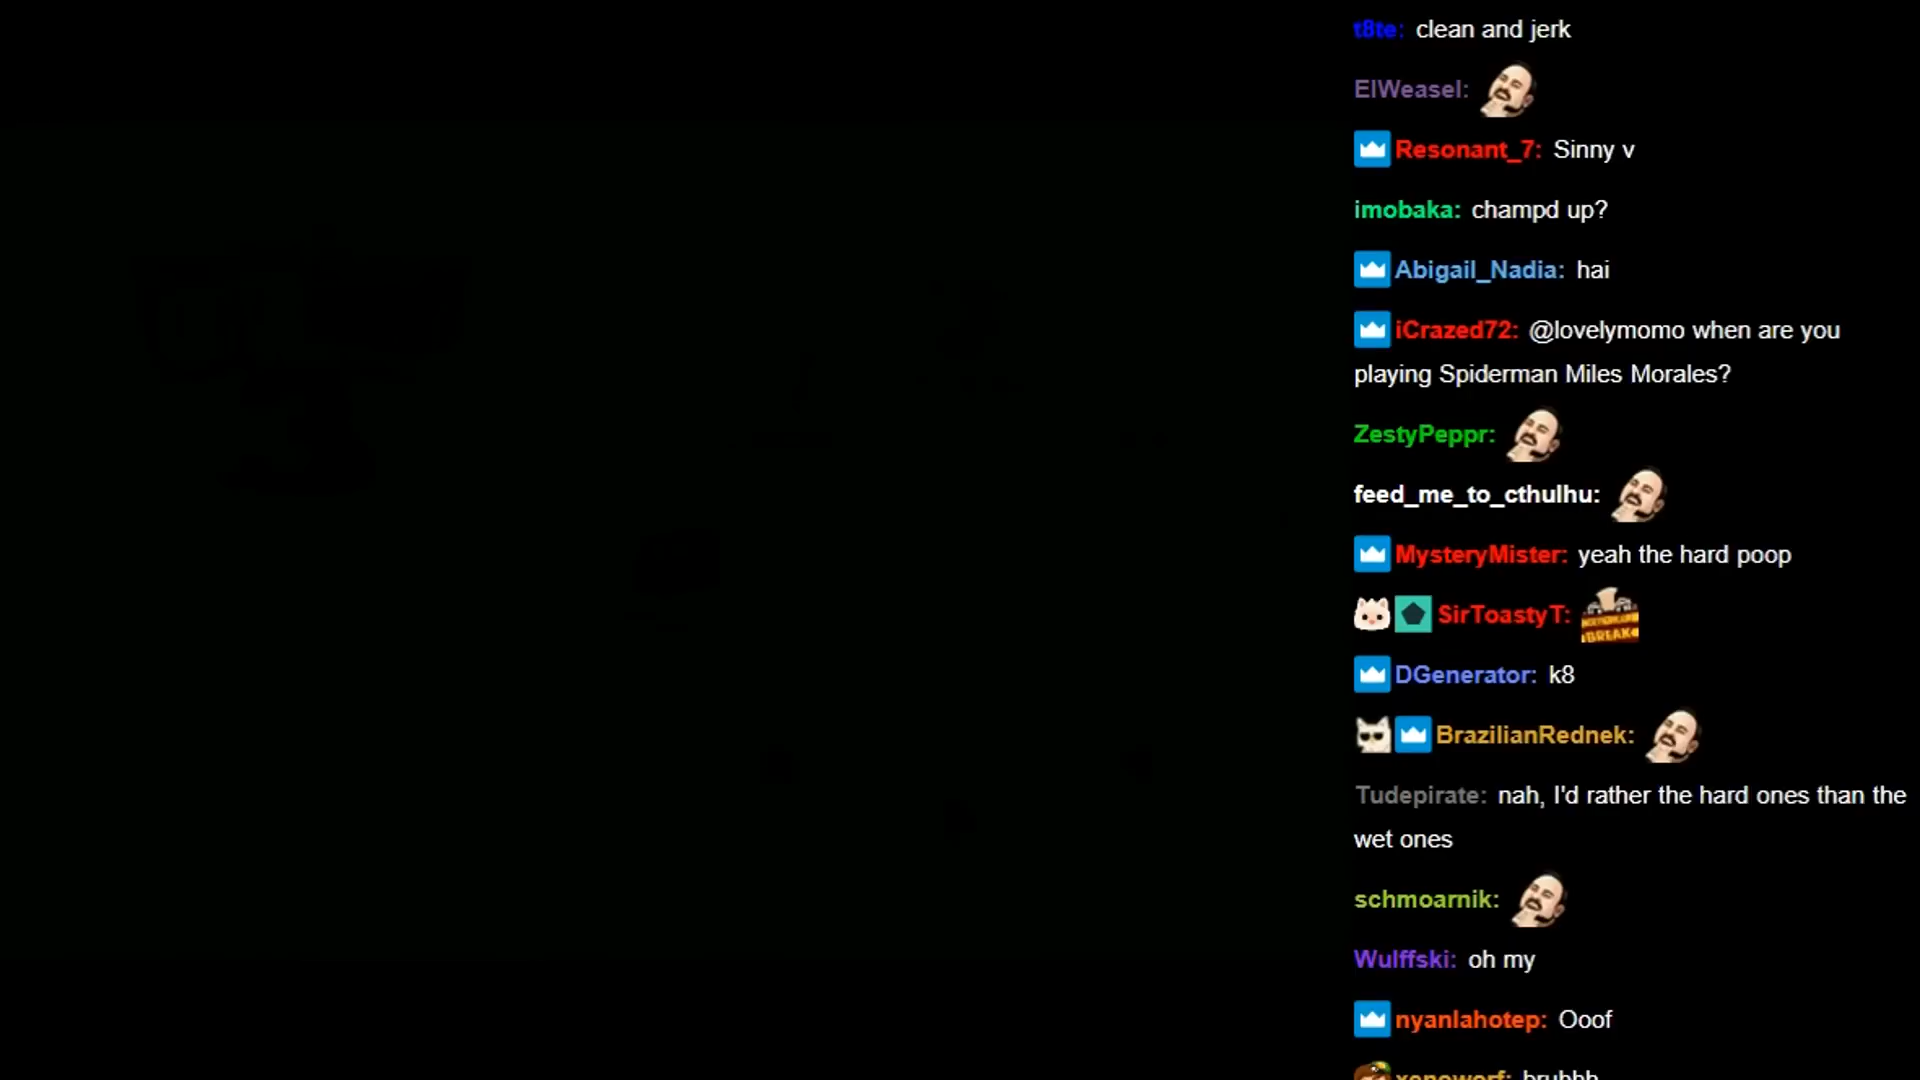 t8te: clean and jerk
ElWeasel:
Resonant_7: Sinny v
imobaka: champd up?
Abigail_Nadia: hai
iCrazed72: @lovelymomo when are you
playing Spiderman Miles Morales?
ZestyPeppr:
feed_me_to_cthulhu:
MysteryMister: yeah the hard poop
SirToastyT: BREAK
DGenerator: k8
BrazilianRednek:
Tudepirate: nah, I'd rather the hard ones than the
wet ones
schmoarnik:
Wulffski: oh my
nyanlahotep: Ooof